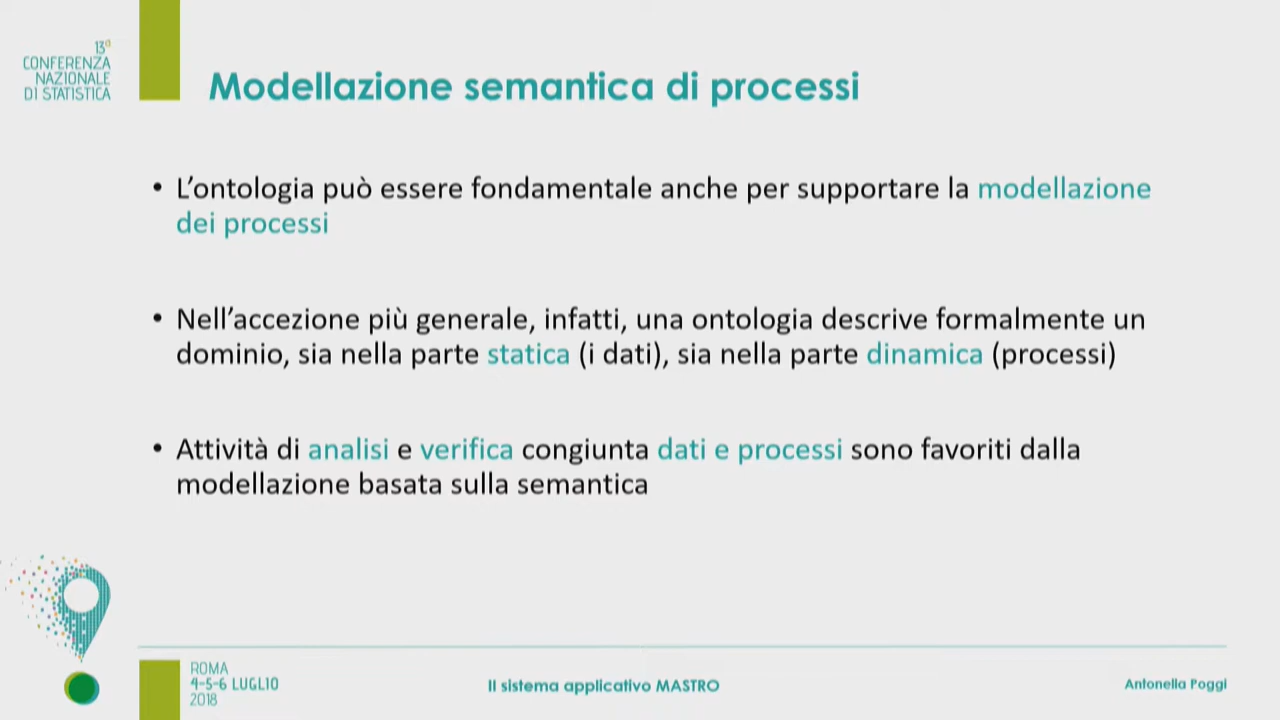 13ª
CONFERENZA
NAZIONALE
DI STATISTICA
Modellazione semantica di processi
• L’ontologia può essere fondamentale anche per supportare la modellazione
dei processi
• Nell’accezione più generale, infatti, una ontologia descrive formalmente un
dominio, sia nella parte statica (i dati), sia nella parte dinamica (processi)
• Attività di analisi e verifica congiunta dati e processi sono favoriti dalla
modellazione basata sulla semantica
ROMA
4-5-6 LUGLIO
2018
Il sistema applicativo MASTRO
Antonella Poggi